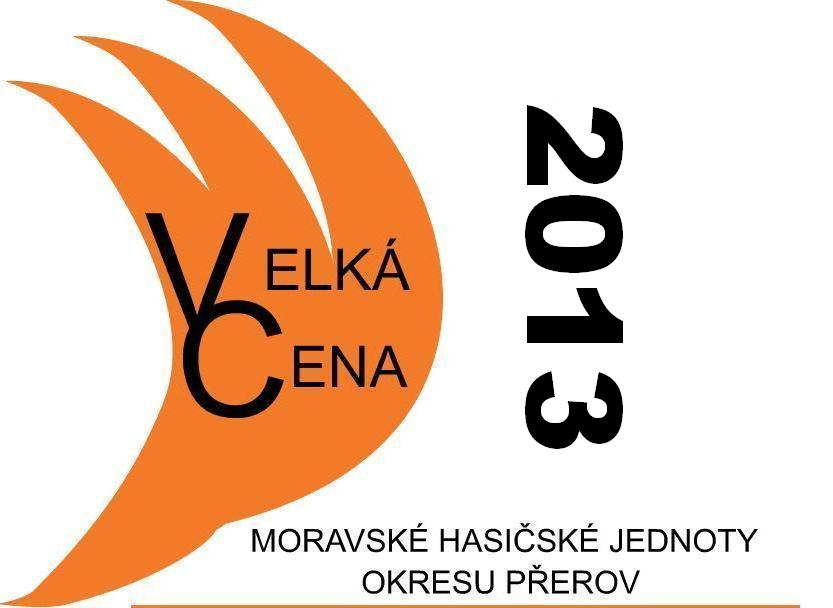 VELKÁ
CENA
2013
MORAVSKÉ HASIČSKÉ JEDNOTY
OKRESU PŘEROV